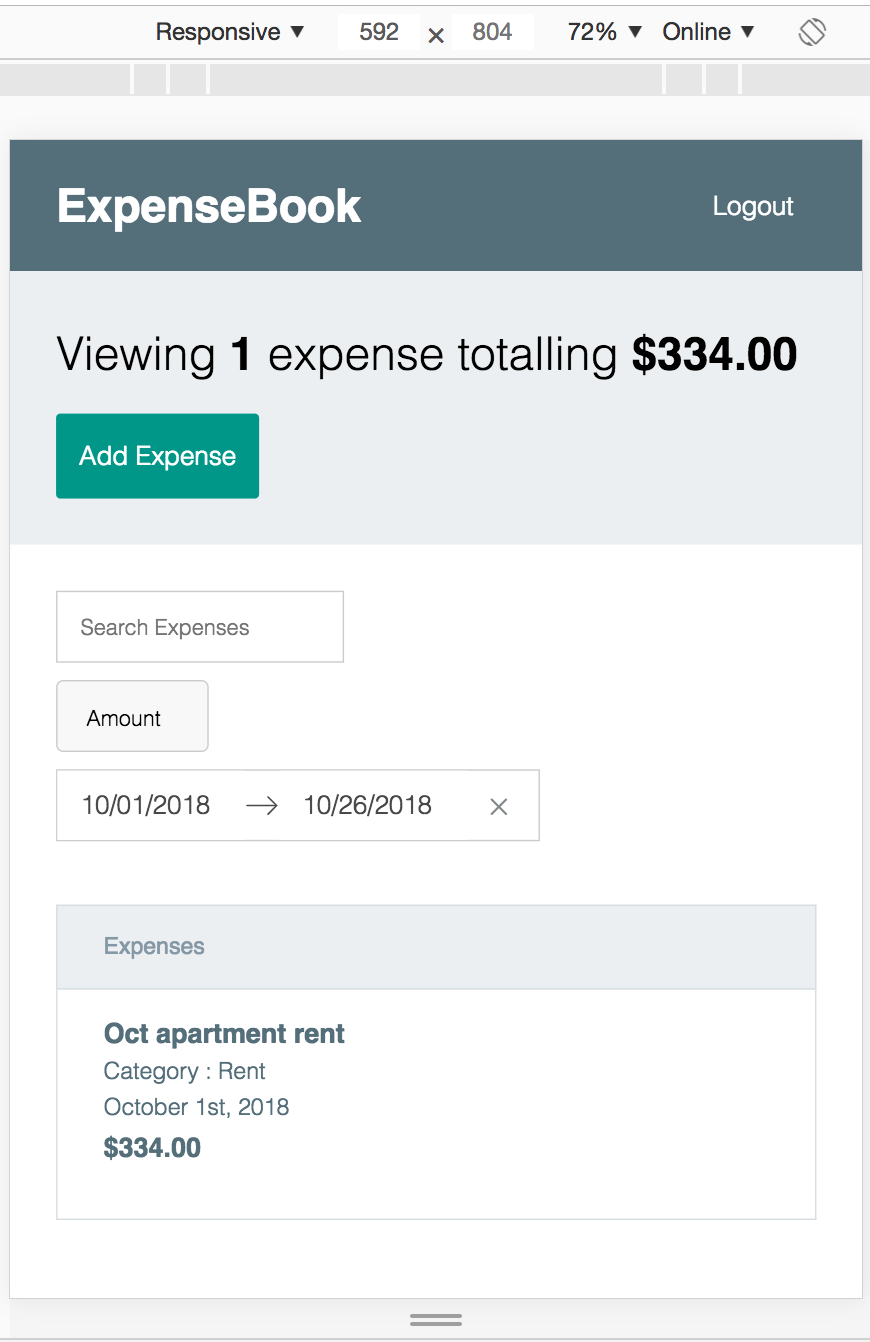 Responsive ▼ 592 × 804 72% ▼ Online ▼
ExpenseBook Logout
Viewing 1 expense totalling $334.00
Add Expense
Search Expenses
Amount
10/01/2018 → 10/26/2018 ×
Expenses
Oct apartment rent
Category : Rent
October 1st, 2018
$334.00